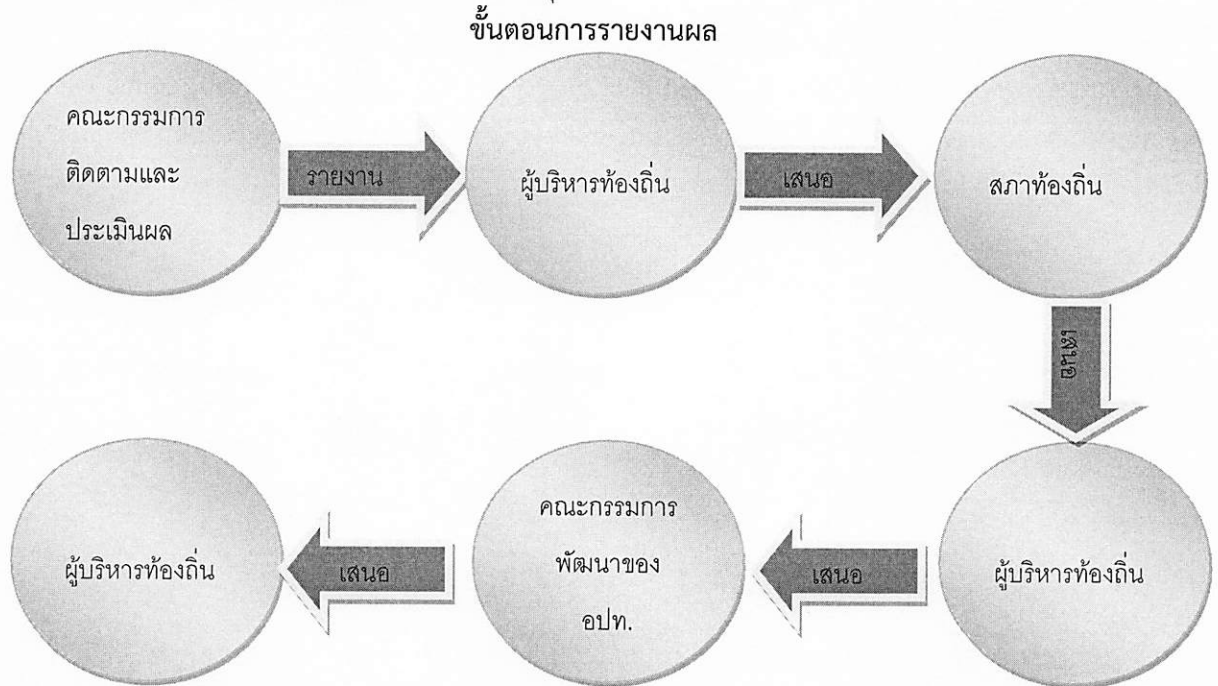 ขั้นตอนการรายงานผล
คณะกรรมการ
ติดตามและ
ประเมินผล
รายงาน
ผู้บริหารท้องถิ่น
เสนอ
สภาท้องถิ่น
เสนอ
ผู้บริหารท้องถิ่น
เสนอ
คณะกรรมการ
พัฒนาของ
อปท.
เสนอ
ผู้บริหารท้องถิ่น